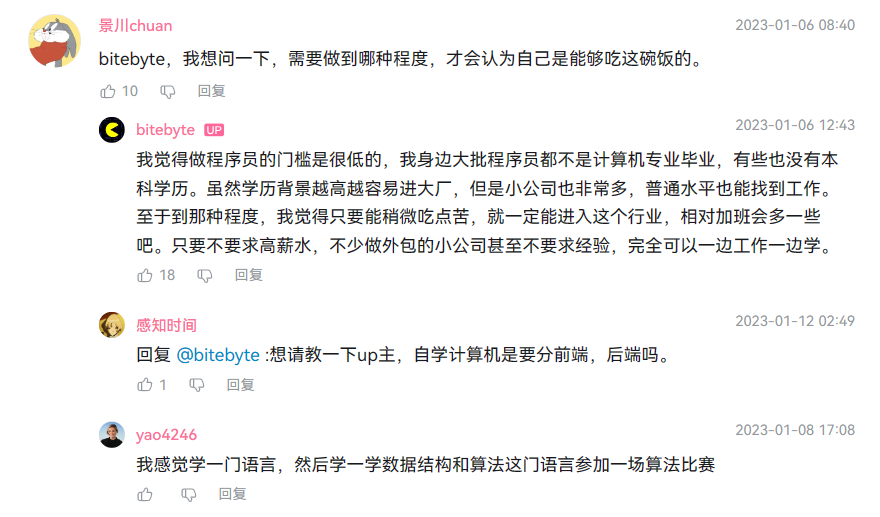 景川chuan
2023-01-06 08:40
bitebyte，我想问一下，需要做到哪种程度，才会认为自己是能够吃这碗饭的。
10
回复
bitebyte UP
2023-01-06 12:43
我觉得做程序员的门槛是很低的，我身边大批程序员都不是计算机专业毕业，有些也没有本
科学历。虽然学历背景越高越容易进大厂，但是小公司也非常多，普通水平也能找到工作。
至于到那种程度，我觉得只要能稍微吃点苦，就一定能进入这个行业，相对加班会多一些
吧。只要不要求高薪水，不少做外包的小公司甚至不要求经验，完全可以一边工作一边学。
18
回复
感知时间
2023-01-12 02:49
回复 @bitebyte :想请教一下up主，自学计算机是要分前端，后端吗。
1
回复
yao4246
2023-01-08 17:08
我感觉学一门语言，然后学一学数据结构和算法这门语言参加一场算法比赛
回复